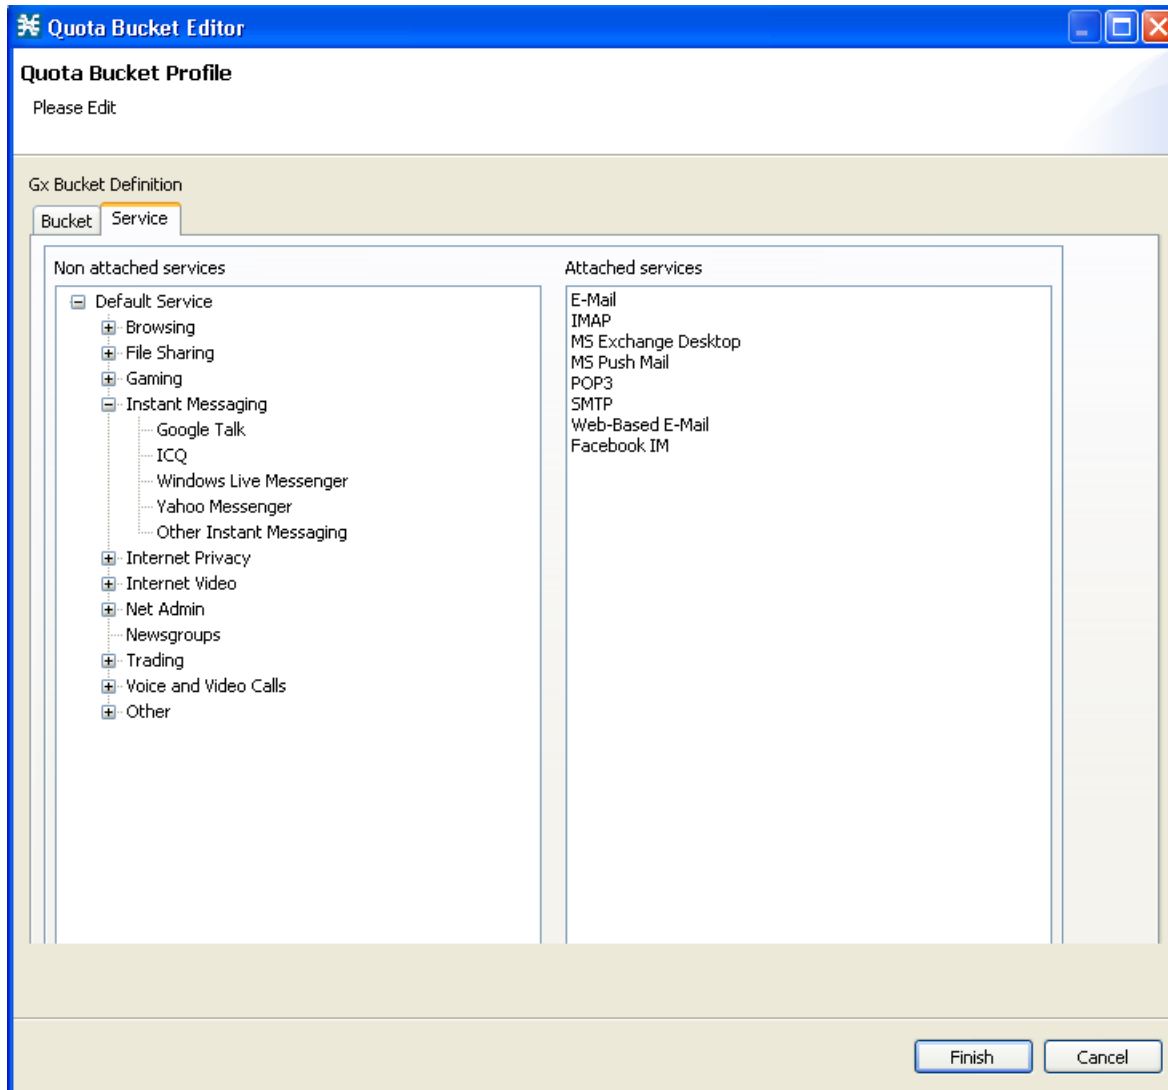 Quota Bucket Editor
Quota Bucket Profile
Please Edit
Gx Bucket Definition
Bucket
Service
Non attached services
Default Service
Browsing
File Sharing
Gaming
Instant Messaging
Google Talk
ICQ
Windows Live Messenger
Yahoo Messenger
Other Instant Messaging
Internet Privacy
Internet Video
Net Admin
Newsgroups
Trading
Voice and Video Calls
Other
Attached services
E-Mail
IMAP
MS Exchange Desktop
MS Push Mail
POP3
SMTP
Web-Based E-Mail
Facebook IM
Finish
Cancel